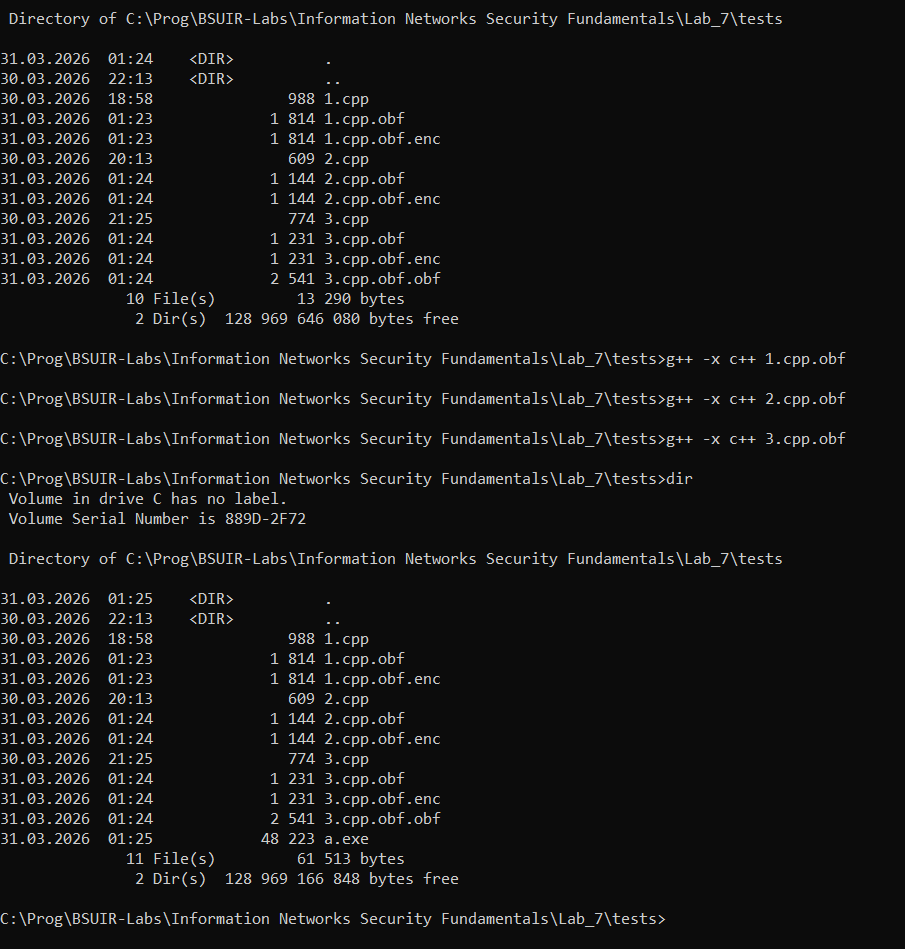 Directory of C:\Prog\BSUIR-Labs\Information Networks Security Fundamentals\Lab_7\tests
31.03.2026  01:24    <DIR>          .
30.03.2026  22:13    <DIR>          ..
30.03.2026  18:58               988 1.cpp
31.03.2026  01:23             1 814 1.cpp.obf
31.03.2026  01:23             1 814 1.cpp.obf.enc
30.03.2026  20:13               609 2.cpp
31.03.2026  01:24             1 144 2.cpp.obf
31.03.2026  01:24             1 144 2.cpp.obf.enc
30.03.2026  21:25               774 3.cpp
31.03.2026  01:24             1 231 3.cpp.obf
31.03.2026  01:24             1 231 3.cpp.obf.enc
31.03.2026  01:24             2 541 3.cpp.obf.obf
10 File(s)         13 290 bytes
2 Dir(s)  128 969 646 080 bytes free
C:\Prog\BSUIR-Labs\Information Networks Security Fundamentals\Lab_7\tests>g++ -x c++ 1.cpp.obf
C:\Prog\BSUIR-Labs\Information Networks Security Fundamentals\Lab_7\tests>g++ -x c++ 2.cpp.obf
C:\Prog\BSUIR-Labs\Information Networks Security Fundamentals\Lab_7\tests>g++ -x c++ 3.cpp.obf
C:\Prog\BSUIR-Labs\Information Networks Security Fundamentals\Lab_7\tests>dir
Volume in drive C has no label.
Volume Serial Number is 889D-2F72
Directory of C:\Prog\BSUIR-Labs\Information Networks Security Fundamentals\Lab_7\tests
31.03.2026  01:25    <DIR>          .
30.03.2026  22:13    <DIR>          ..
30.03.2026  18:58               988 1.cpp
31.03.2026  01:23             1 814 1.cpp.obf
31.03.2026  01:23             1 814 1.cpp.obf.enc
30.03.2026  20:13               609 2.cpp
31.03.2026  01:24             1 144 2.cpp.obf
31.03.2026  01:24             1 144 2.cpp.obf.enc
30.03.2026  21:25               774 3.cpp
31.03.2026  01:24             1 231 3.cpp.obf
31.03.2026  01:24             1 231 3.cpp.obf.enc
31.03.2026  01:24             2 541 3.cpp.obf.obf
31.03.2026  01:25            48 223 a.exe
11 File(s)         61 513 bytes
2 Dir(s)  128 969 166 848 bytes free
C:\Prog\BSUIR-Labs\Information Networks Security Fundamentals\Lab_7\tests>